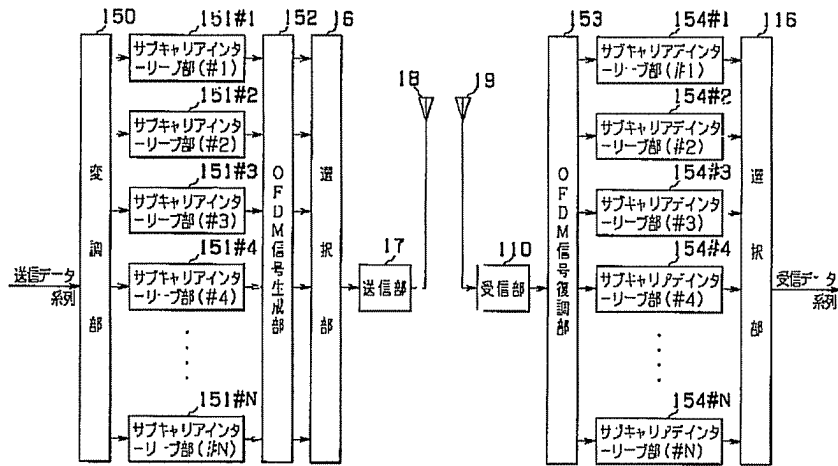 150
151#1
152
16
サブキャリアインタ
ーリーブ部(#1)
151#2
サブキャリアインタ
ーリーブ部(#2)
151#3
サブキャリアインタ
ーリーブ部(#3)
151#4
サブキャリアインタ
ーリーブ部(#4)
151#N
サブキャリアインタ
ーリーブ部(#N)
送信データ
系列
変調部
OFDM信号生成部
選択部
17
送信部
18
19
110
受信部
153
OFDM信号復調部
154#1
サブキャリアデインタ
ーリーブ部(#1)
154#2
サブキャリアデインタ
ーリーブ部(#2)
154#3
サブキャリアデインタ
ーリーブ部(#3)
154#4
サブキャリアデインタ
ーリーブ部(#4)
154#N
サブキャリアデインタ
ーリーブ部(#N)
116
選択部
受信データ
系列